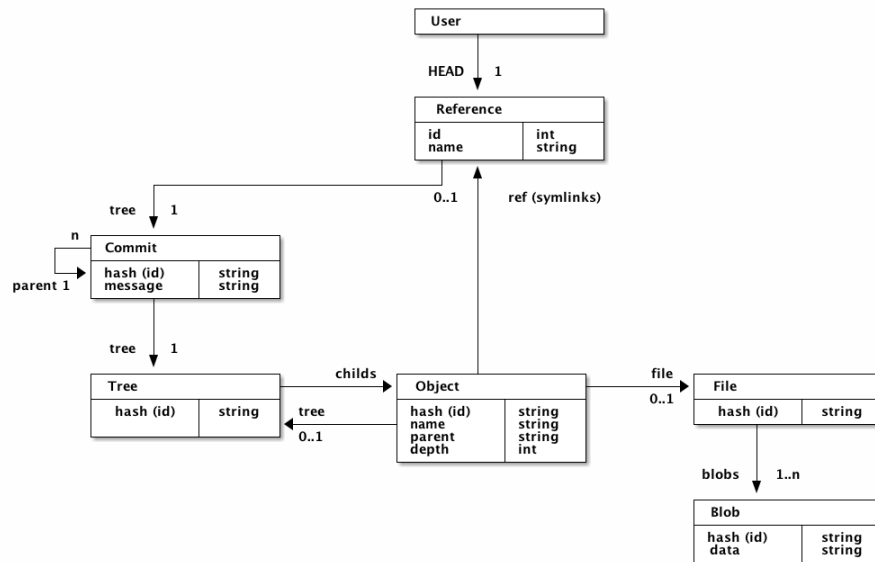 User
HEAD 1
Reference
id int
name string
0..1 ref (symlinks)
tree 1
n
Commit
hash (id) string
message string
parent 1
tree 1
childs
file
Tree
Object
File
0..1
hash (id) string
tree
0..1
hash (id) string
name string
parent string
depth int
hash (id) string
blobs 1..n
Blob
hash (id) string
data string